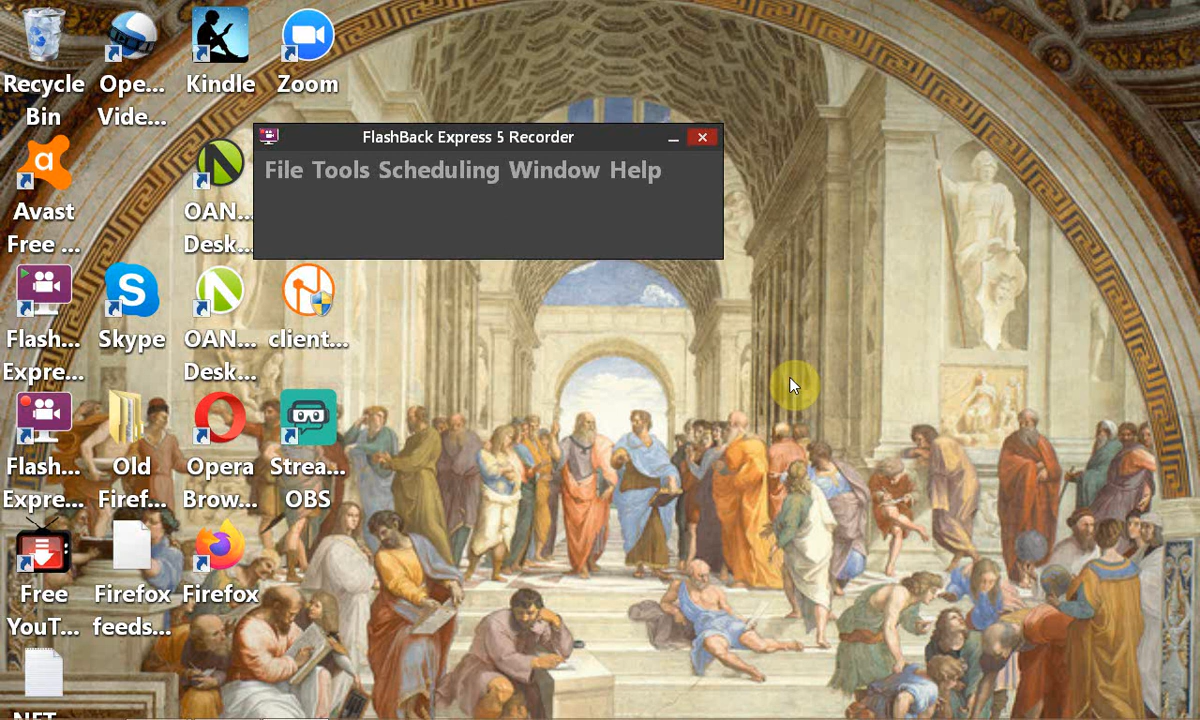 Recycle Bin
Ope... Vide...
Kindle
Zoom
FlashBack Express 5 Recorder
File Tools Scheduling Window Help
Avast Free ...
OAN... Desk...
Flash... Expre...
Skype
OAN... Desk...
client...
Flash... Expre...
Old Firef...
Opera Brow...
Strea... OBS
Free YouT...
Firefox feeds...
Firefox